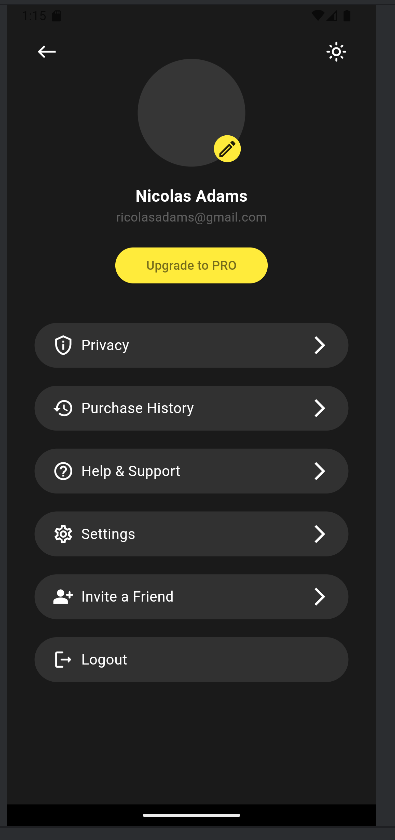 1:15
Nicolas Adams
ricolasadams@gmail.com
Upgrade to PRO
Privacy
Purchase History
Help & Support
Settings
Invite a Friend
Logout